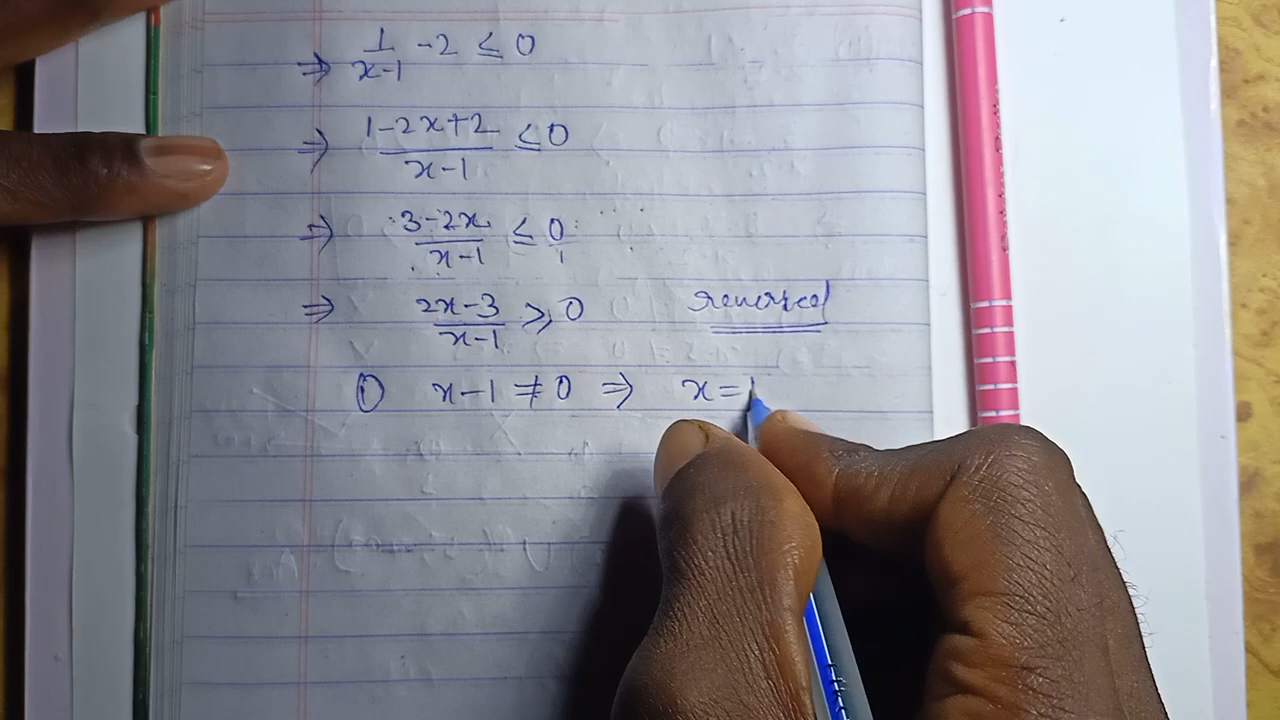 ⇒ 1/(x-1) -2 ≤ 0
⇒ (1-2x+2)/(x-1) ≤ 0
⇒ (3-2x)/(x-1) ≤ 0/1
⇒ (2x-3)/(x-1) ≥ 0 reversed
① x-1 ≠ 0 ⇒ x=1